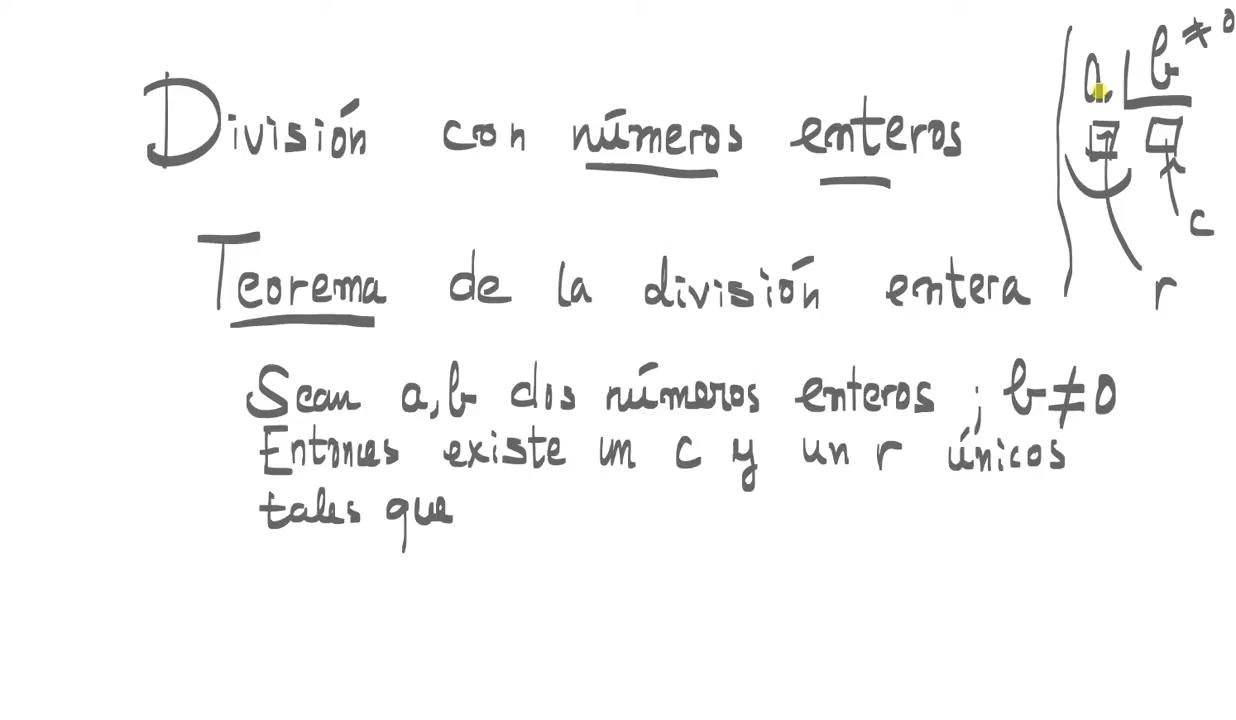 División con números enteros
a b ≠ 0
c
r
Teorema de la división entera
Sean a, b dos números enteros ; b ≠ 0
Entonces existe un c y un r únicos
tales que